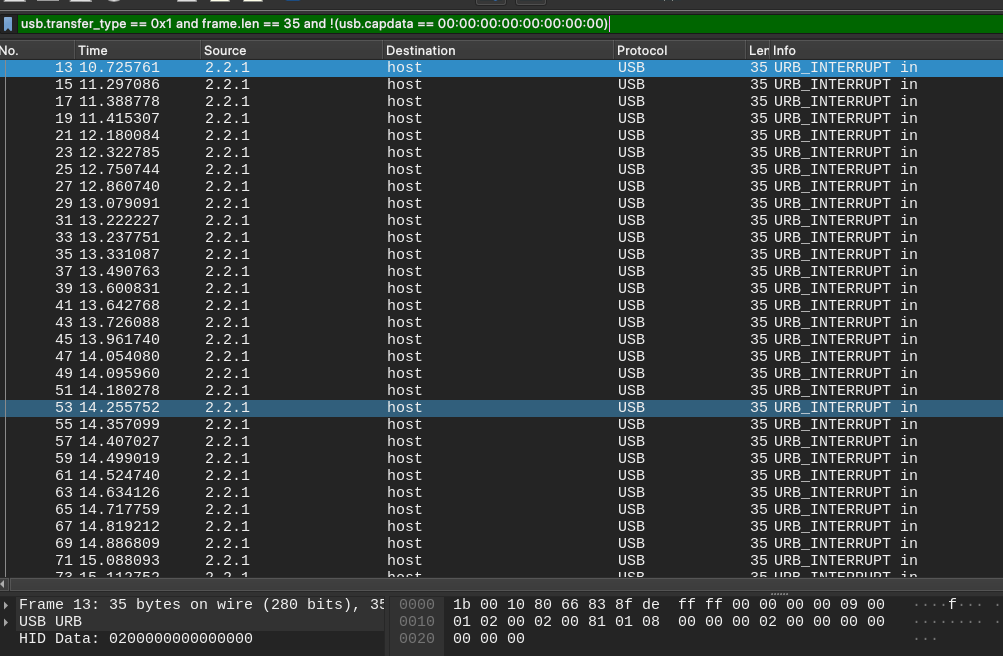 usb.transfer_type == 0x1 and frame.len == 35 and !(usb.capdata == 00:00:00:00:00:00:00:00)
No. Time Source Destination Protocol Ler Info
13 10.725761 2.2.1 host USB 35 URB_INTERRUPT in
15 11.297086 2.2.1 host USB 35 URB_INTERRUPT in
17 11.388778 2.2.1 host USB 35 URB_INTERRUPT in
19 11.415307 2.2.1 host USB 35 URB_INTERRUPT in
21 12.180084 2.2.1 host USB 35 URB_INTERRUPT in
23 12.322785 2.2.1 host USB 35 URB_INTERRUPT in
25 12.750744 2.2.1 host USB 35 URB_INTERRUPT in
27 12.860740 2.2.1 host USB 35 URB_INTERRUPT in
29 13.079091 2.2.1 host USB 35 URB_INTERRUPT in
31 13.222227 2.2.1 host USB 35 URB_INTERRUPT in
33 13.237751 2.2.1 host USB 35 URB_INTERRUPT in
35 13.331087 2.2.1 host USB 35 URB_INTERRUPT in
37 13.490763 2.2.1 host USB 35 URB_INTERRUPT in
39 13.600831 2.2.1 host USB 35 URB_INTERRUPT in
41 13.642768 2.2.1 host USB 35 URB_INTERRUPT in
43 13.726088 2.2.1 host USB 35 URB_INTERRUPT in
45 13.961740 2.2.1 host USB 35 URB_INTERRUPT in
47 14.054080 2.2.1 host USB 35 URB_INTERRUPT in
49 14.095960 2.2.1 host USB 35 URB_INTERRUPT in
51 14.180278 2.2.1 host USB 35 URB_INTERRUPT in
53 14.255752 2.2.1 host USB 35 URB_INTERRUPT in
55 14.357099 2.2.1 host USB 35 URB_INTERRUPT in
57 14.407027 2.2.1 host USB 35 URB_INTERRUPT in
59 14.499019 2.2.1 host USB 35 URB_INTERRUPT in
61 14.524740 2.2.1 host USB 35 URB_INTERRUPT in
63 14.634126 2.2.1 host USB 35 URB_INTERRUPT in
65 14.717759 2.2.1 host USB 35 URB_INTERRUPT in
67 14.819212 2.2.1 host USB 35 URB_INTERRUPT in
69 14.886809 2.2.1 host USB 35 URB_INTERRUPT in
71 15.088093 2.2.1 host USB 35 URB_INTERRUPT in
73 15.112752 2.2.1 host USB 35 URB_INTERRUPT in
Frame 13: 35 bytes on wire (280 bits), 35
USB URB
HID Data: 0200000000000000
0000 1b 00 10 80 66 83 8f de ff ff 00 00 00 00 09 00 ····f··· ·
0010 01 02 00 02 00 81 01 08 00 00 00 02 00 00 00 00 ········ ·
0020 00 00 00 ···